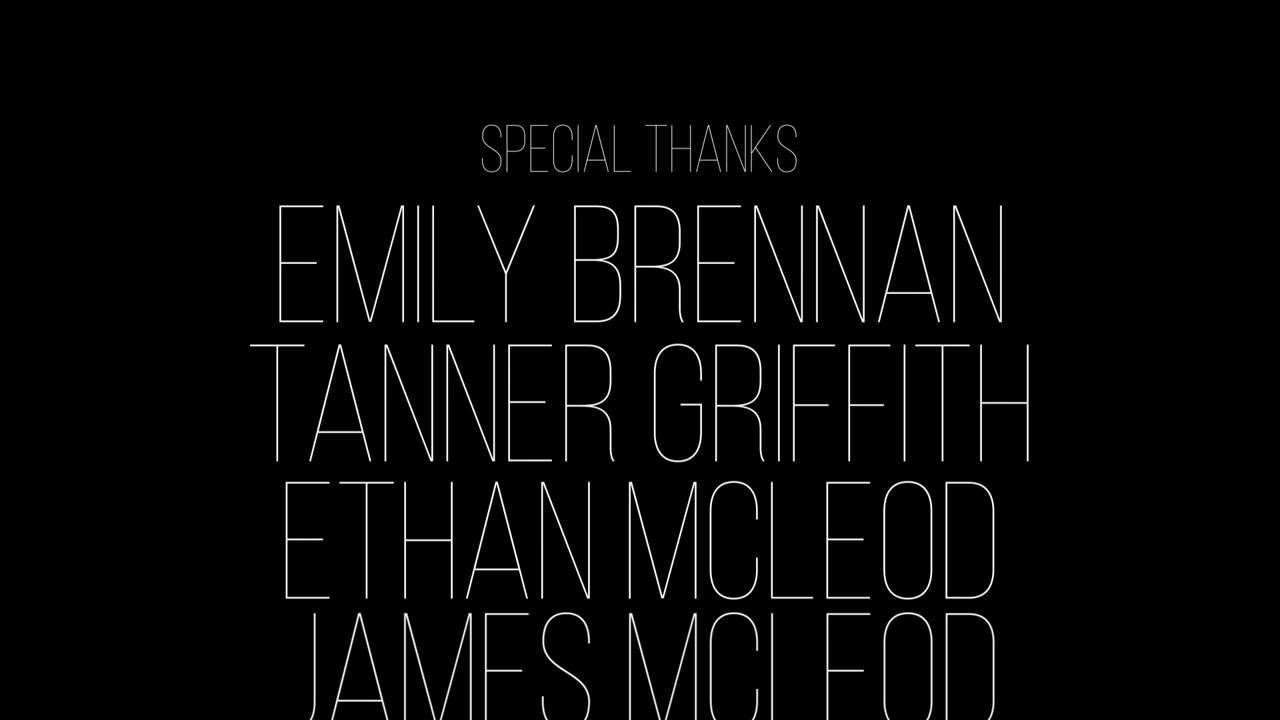 SPECIAL THANKS
EMILY BRENNAN
TANNER GRIFFITH
ETHAN MCLEOD
JAMES MCLEOD